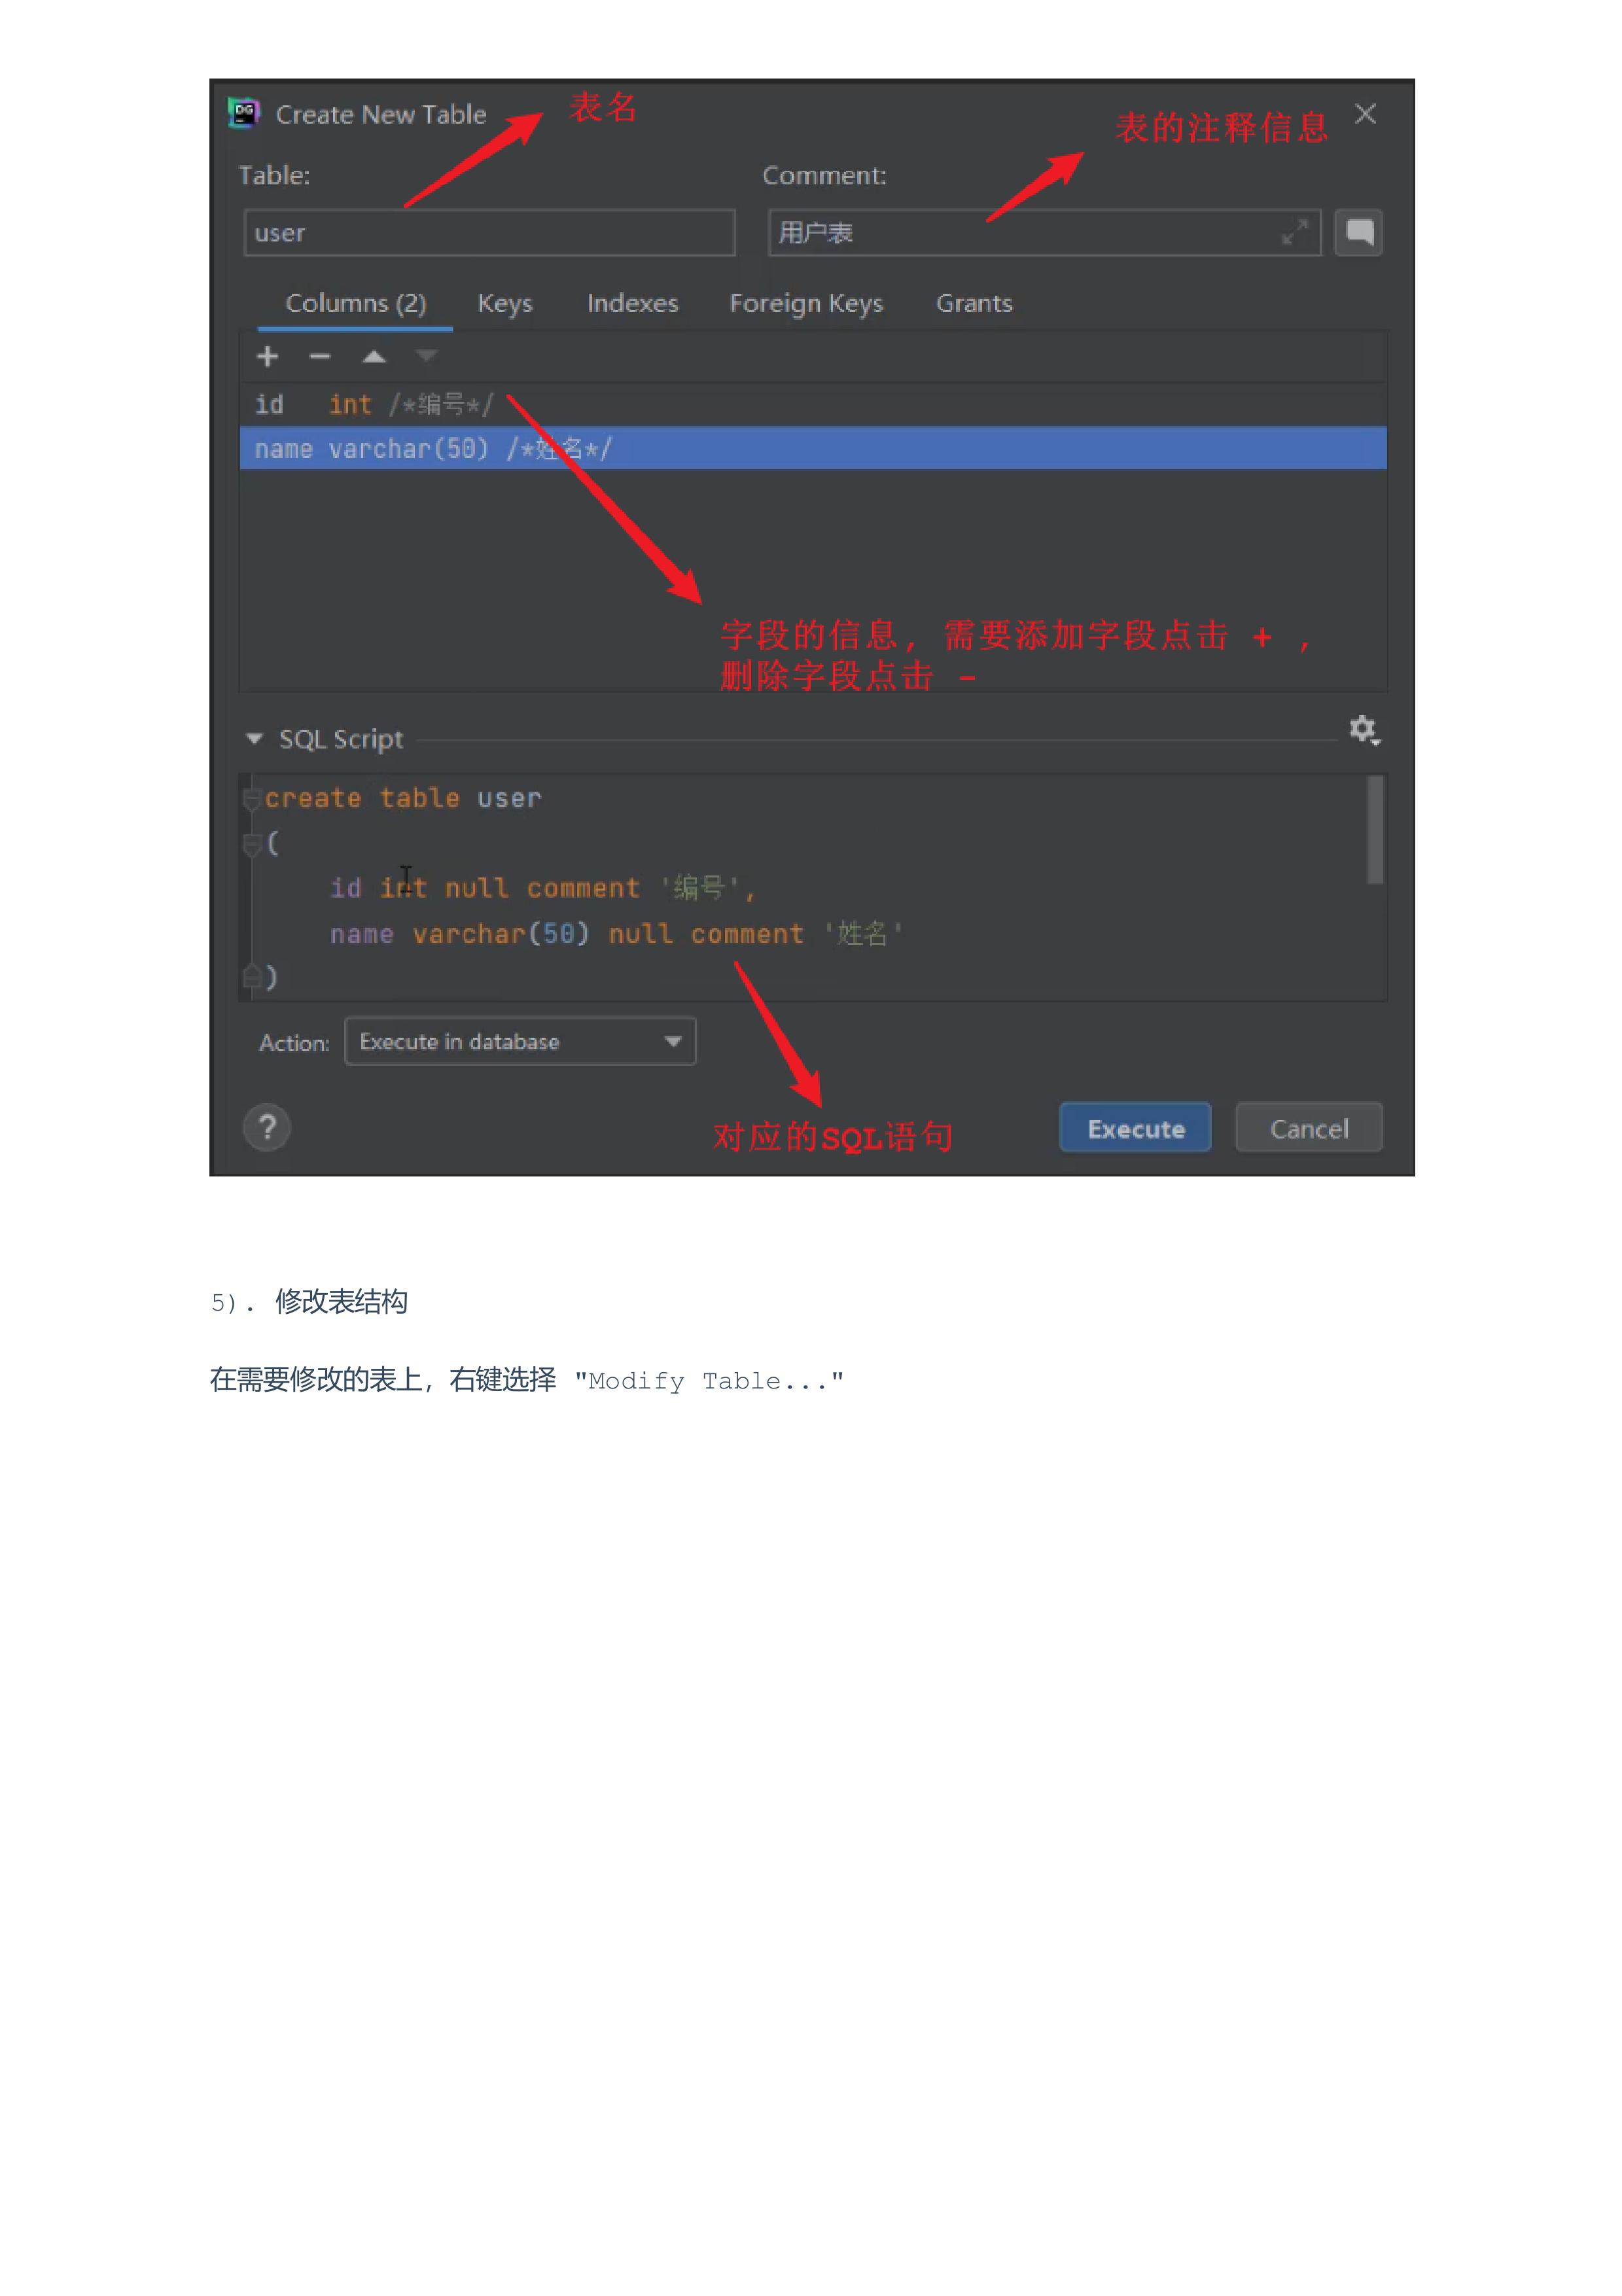 DG
Create New Table
表名
表的注释信息
Table:
Comment:
user
用户表
Columns (2) Keys Indexes Foreign Keys Grants
id int /*编号*/
name varchar(50) /*姓名*/
字段的信息, 需要添加字段点击 + ,
删除字段点击 -
SQL Script
create table user
(
id int null comment '编号',
name varchar(50) null comment '姓名'
)
Action: Execute in database
? 对应的SQL语句 Execute Cancel
5). 修改表结构
在需要修改的表上，右键选择 "Modify Table..."